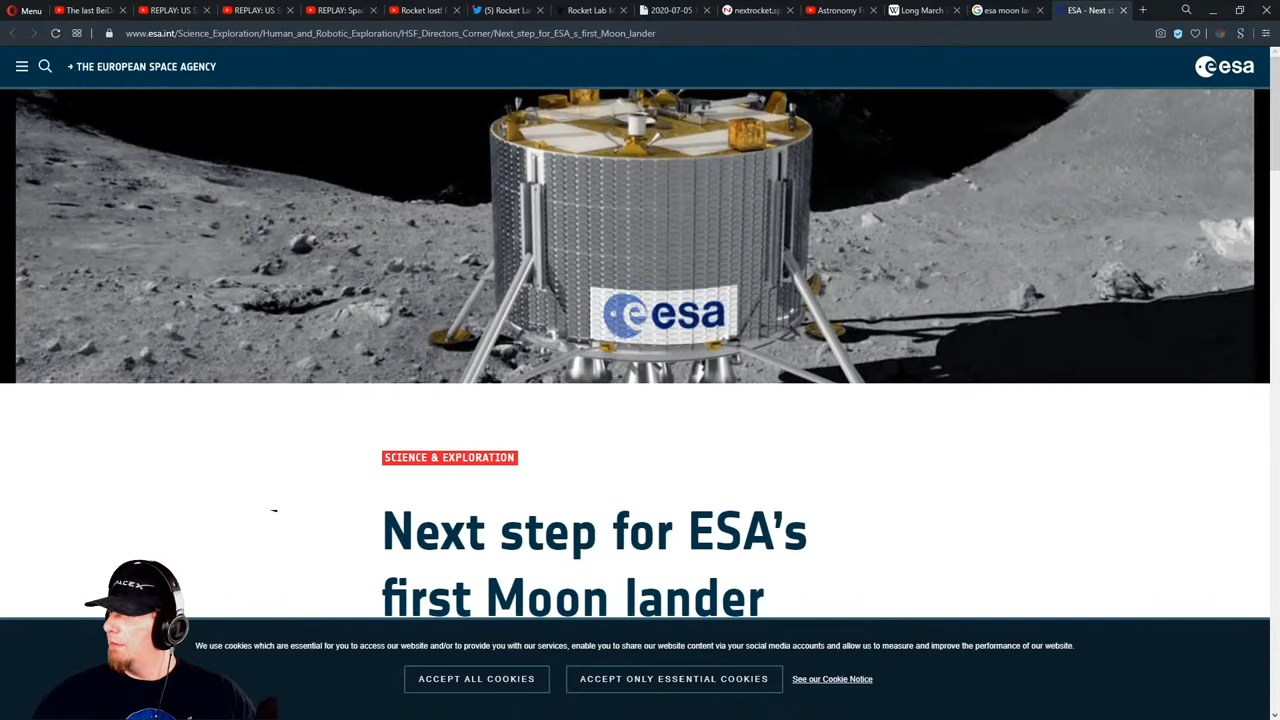 Menu
The last BeiD
REPLAY: US S
REPLAY: US S
REPLAY: Spac
Rocket lost! E
(5) Rocket La
Rocket Lab M
2020-07-05
nextrocket.sp
Astronomy F
Long March
esa moon lan
ESA - Next st
www.esa.int/Science_Exploration/Human_and_Robotic_Exploration/HSF_Directors_Corner/Next_step_for_ESA_s_first_Moon_lander
→ THE EUROPEAN SPACE AGENCY
esa
esa
SCIENCE & EXPLORATION
Next step for ESA's
first Moon lander
SPACEX
We use cookies which are essential for you to access our website and/or to provide you with our services, enable you to share our website content via your social media accounts and allow us to measure and improve the performance of our website.
ACCEPT ALL COOKIES
ACCEPT ONLY ESSENTIAL COOKIES
See our Cookie Notice